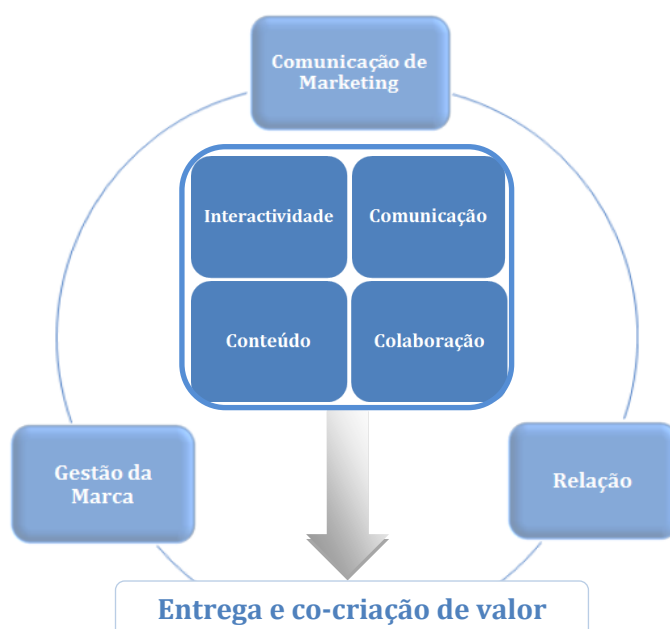 Comunicação de
Marketing
Interactividade
Comunicação
Conteúdo
Colaboração
Gestão da
Marca
Relação
Entrega e co-criação de valor